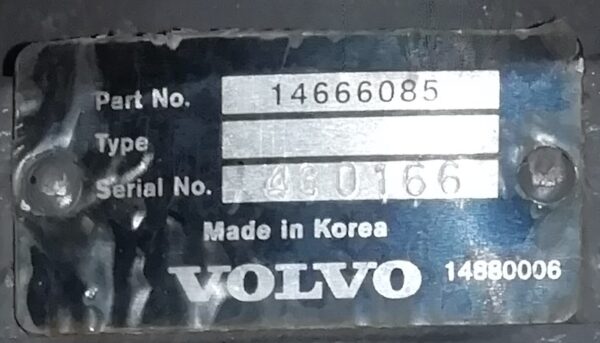 Part No. 14666085
Type
Serial No.
Made in Korea
VOLVO 14880006